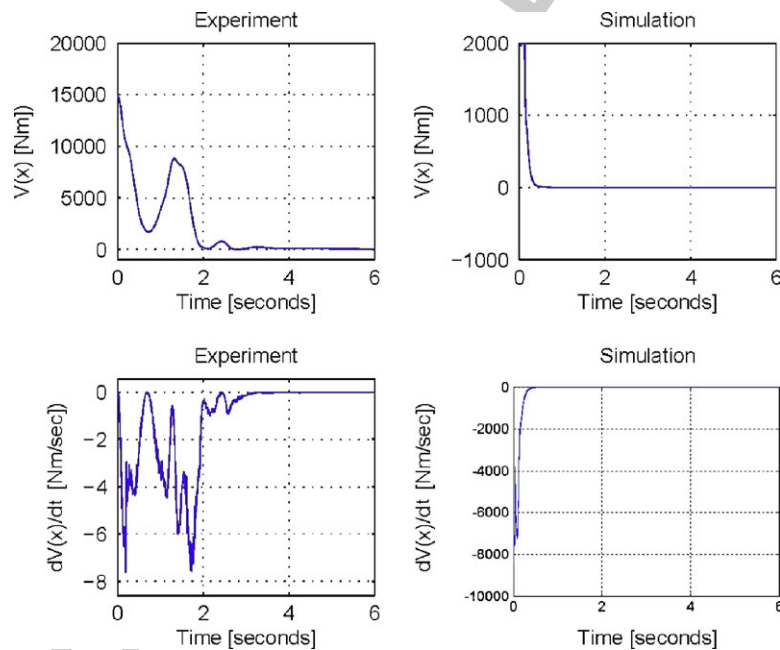 Experiment
20000
15000
10000
5000
0
V(x) [Nm])
0 2 4 6
Time [seconds]
Simulation
2000
1000
0
−1000
V(x) [Nm])
0 2 4 6
Time [seconds]
Experiment
0
−2
−4
−6
−8
dV(x)/dt [Nm/sec])
0 2 4 6
Time [seconds]
Simulation
0
-2000
-4000
-6000
-8000
-10000
dV(x)/dt [Nm/sec])
0 2 4 6
Time [seconds]